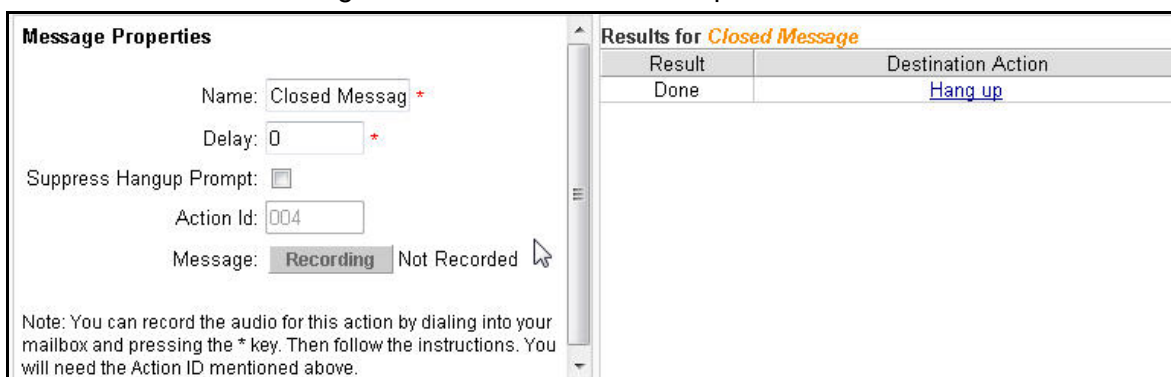 Message Properties
Name: Closed Messag *
Delay: 0 *
Suppress Hangup Prompt:
Action Id: 004
Message: Recording Not Recorded
Note: You can record the audio for this action by dialing into your
mailbox and pressing the * key. Then follow the instructions. You
will need the Action ID mentioned above.
Results for Closed Message
Result Destination Action
Done Hang up